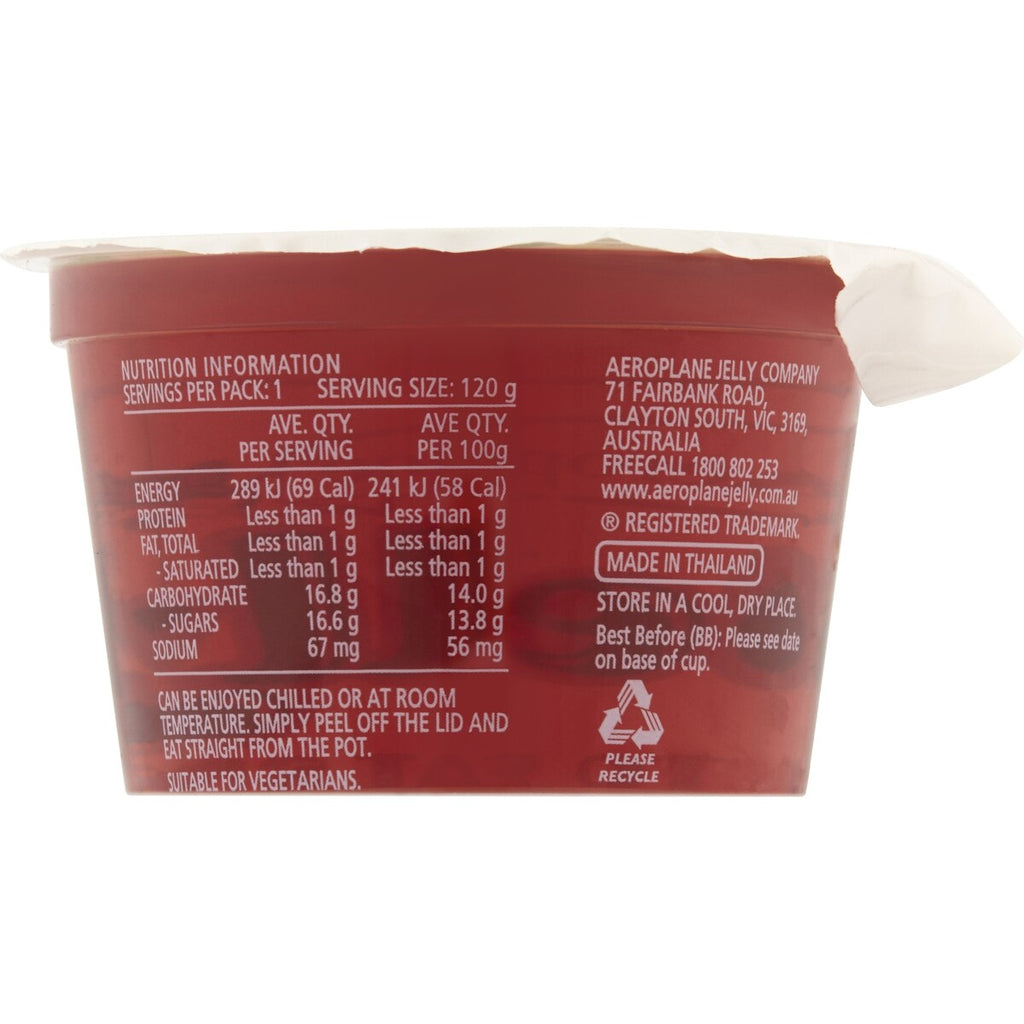 NUTRITION INFORMATION
SERVINGS PER PACK: 1 SERVING SIZE: 120 g
AVE. QTY. AVE QTY.
PER SERVING PER 100g
ENERGY 289 kJ (69 Cal) 241 kJ (58 Cal)
PROTEIN Less than 1 g Less than 1 g
FAT, TOTAL Less than 1 g Less than 1 g
- SATURATED Less than 1 g Less than 1 g
CARBOHYDRATE 16.8 g 14.0 g
- SUGARS 16.6 g 13.8 g
SODIUM 67 mg 56 mg
CAN BE ENJOYED CHILLED OR AT ROOM
TEMPERATURE. SIMPLY PEEL OFF THE LID AND
EAT STRAIGHT FROM THE POT.
SUITABLE FOR VEGETARIANS.
AEROPLANE JELLY COMPANY
71 FAIRBANK ROAD,
CLAYTON SOUTH, VIC, 3169,
AUSTRALIA
FREECALL 1800 802 253
www.aeroplanejelly.com.au
® REGISTERED TRADEMARK.
MADE IN THAILAND
STORE IN A COOL, DRY PLACE.
Best Before (BB): Please see date
on base of cup.
PLEASE
RECYCLE